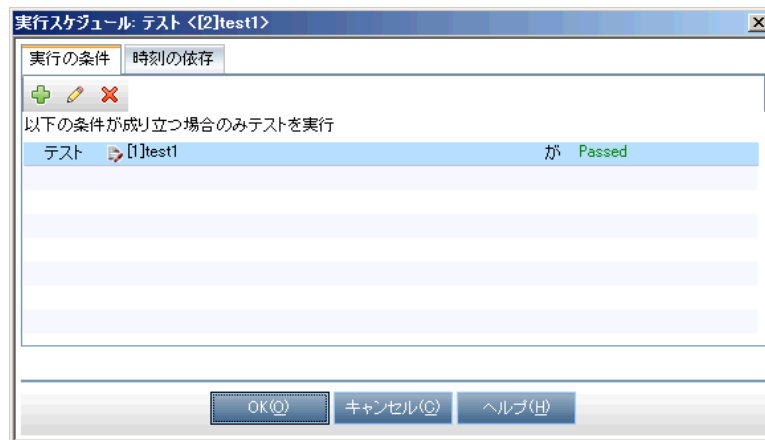 実行スケジュール: テスト <[2]test1>
実行の条件 時刻の依存
以下の条件が成り立つ場合のみテストを実行
テスト [1]test1 が Passed
OK(O) キャンセル(C) ヘルプ(H)